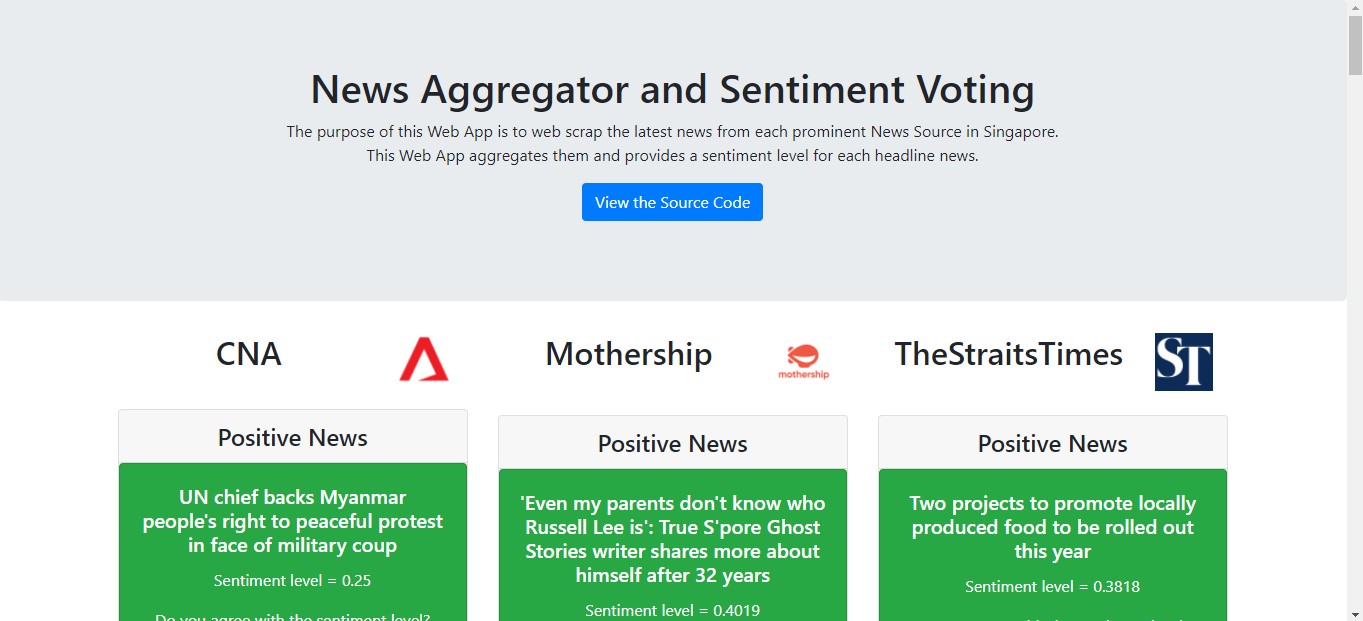 News Aggregator and Sentiment Voting
The purpose of this Web App is to web scrap the latest news from each prominent News Source in Singapore.
This Web App aggregates them and provides a sentiment level for each headline news.
View the Source Code
CNA
Mothership
mothership
TheStraitsTimes
ST
Positive News
UN chief backs Myanmar
people's right to peaceful protest
in face of military coup
Sentiment level = 0.25
Do you agree with the sentiment level?
Positive News
'Even my parents don't know who
Russell Lee is': True S'pore Ghost
Stories writer shares more about
himself after 32 years
Sentiment level = 0.4019
Positive News
Two projects to promote locally
produced food to be rolled out
this year
Sentiment level = 0.3818